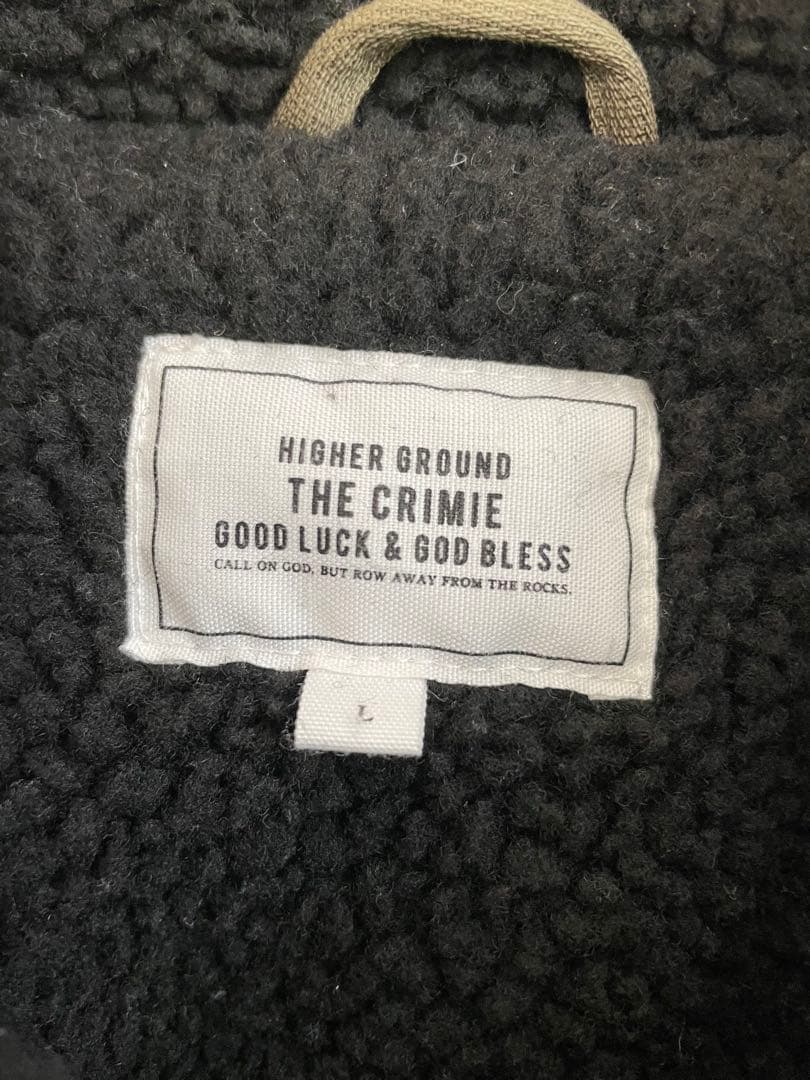 HIGHER GROUND
THE CRIMIE
GOOD LUCK & GOD BLESS
CALL ON GOD, BUT ROW AWAY FROM THE ROCKS.
L